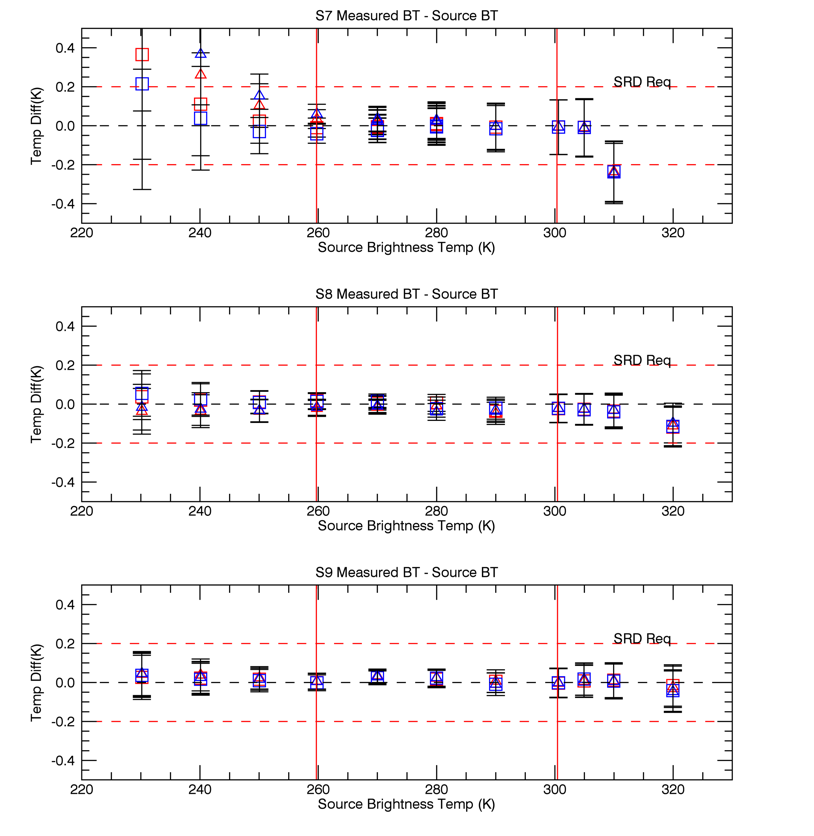 S7 Measured BT - Source BT
0.4
0.2
0.0
-0.2
-0.4
Temp Diff(K)
SRD Req
220 240 260 280 300 320
Source Brightness Temp (K)
S8 Measured BT - Source BT
0.4
0.2
0.0
-0.2
-0.4
Temp Diff(K)
SRD Req
220 240 260 280 300 320
Source Brightness Temp (K)
S9 Measured BT - Source BT
0.4
0.2
0.0
-0.2
-0.4
Temp Diff(K)
SRD Req
220 240 260 280 300 320
Source Brightness Temp (K)